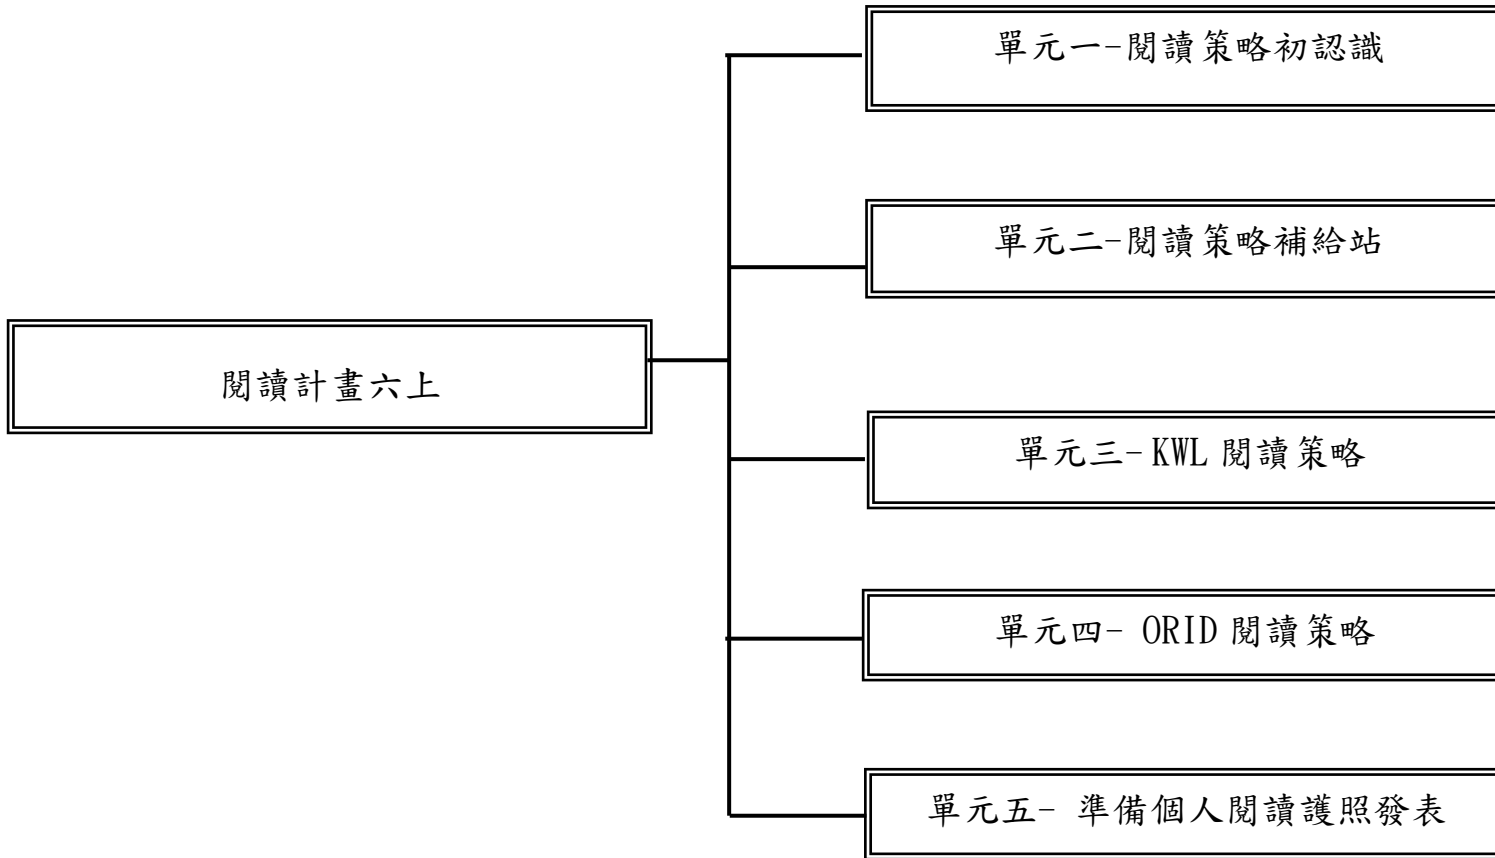 單元一-閱讀策略初認識
單元二-閱讀策略補給站
閱讀計畫六上
單元三- KWL 閱讀策略
單元四- ORID 閱讀策略
單元五- 準備個人閱讀護照發表